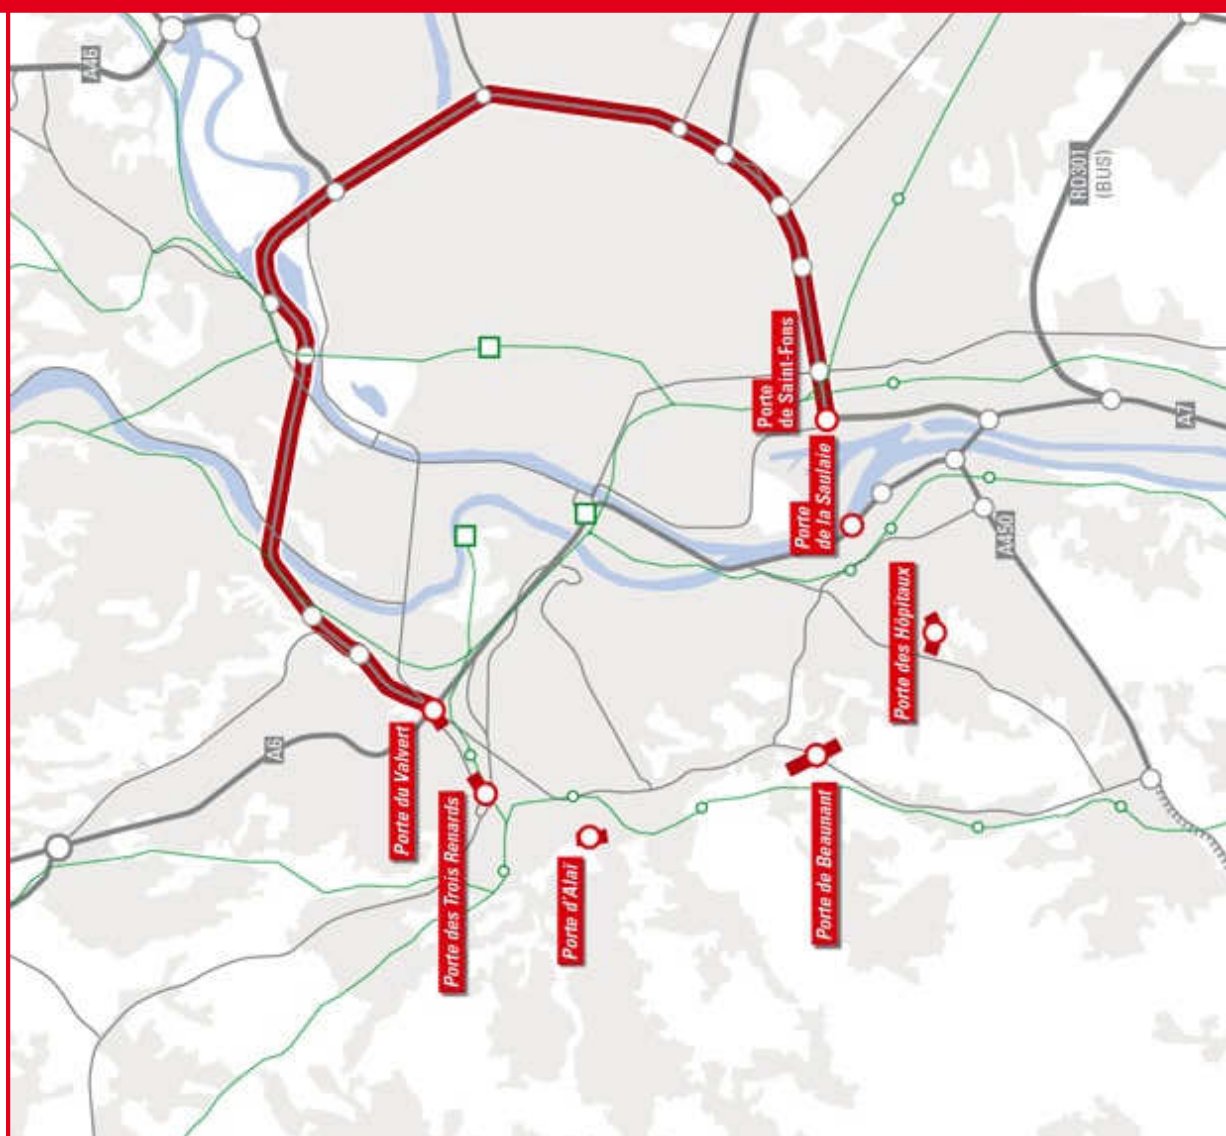 A46
A6
Porte du Valvert
Porte des Trois Renards
Porte d'Alaï
Porte
de Saint-Fons
Porte
de la Saulaie
Porte de Beaunant
Porte des Hôpitaux
A450
RD301
(BUS)
A7